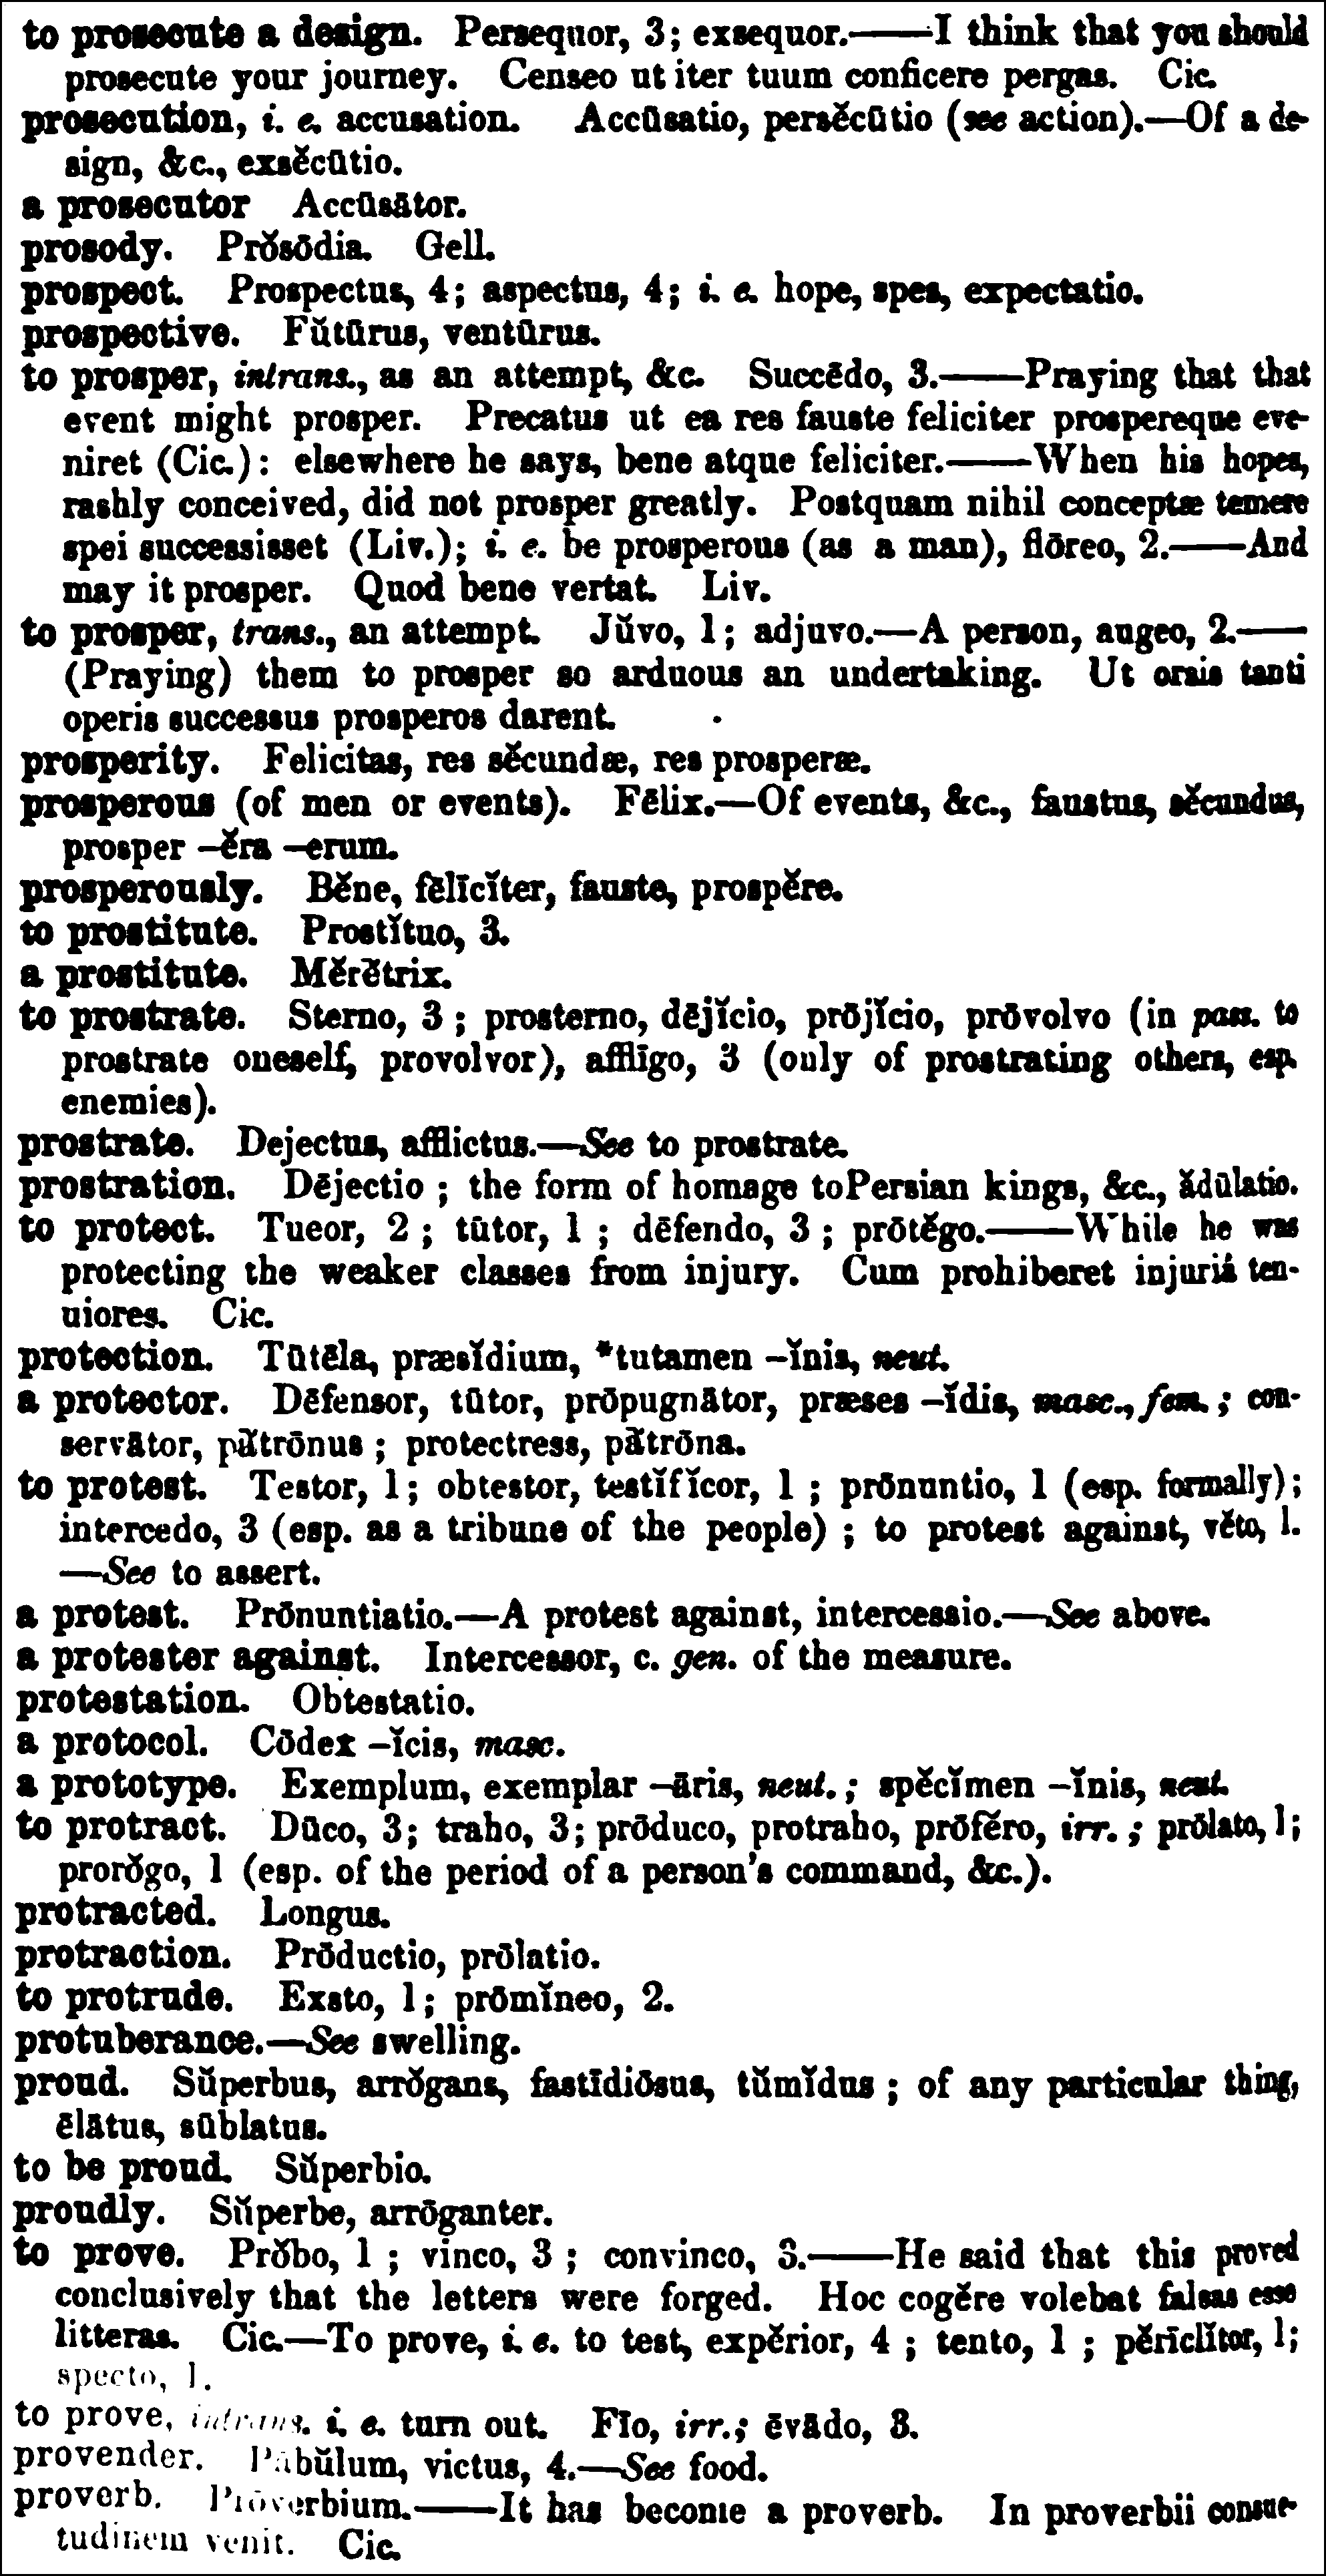 to prosecute a design. Persequor, 3; exsequor.——I think that you should
prosecute your journey. Censeo ut iter tuum conficere pergas. Cic.
prosecution, i. e. accusation. Accūsatio, persĕcūtio (see action).—Of a de-
sign, &c., exsĕcūtio.
a prosecutor Accūsātor.
prosody. Prŏsōdia. Gell.
prospect. Prospectus, 4; aspectus, 4; i. e. hope, spes, expectatio.
prospective. Fŭtūrus, ventūrus.
to prosper, intrans., as an attempt, &c. Succēdo, 3.——Praying that that
event might prosper. Precatus ut ea res fauste feliciter prospereque eve-
niret (Cic.): elsewhere he says, bene atque feliciter.——When his hopes,
rashly conceived, did not prosper greatly. Postquam nihil conceptæ temere
spei successisset (Liv.); i. e. be prosperous (as a man), flōreo, 2.——And
may it prosper. Quod bene vertat. Liv.
to prosper, trans., an attempt. Jŭvo, 1; adjuvo.—A person, augeo, 2.——
(Praying) them to prosper so arduous an undertaking. Ut orsis tanti
operis successus prosperos darent.
prosperity. Felicitas, res sĕcundæ, res prosperæ.
prosperous (of men or events). Fēlix.—Of events, &c., faustus, sĕcundus,
prosper –ĕra –erum.
prosperously. Bĕne, fēlīcĭter, fauste, prospĕre.
to prostitute. Prostĭtuo, 3.
a prostitute. Mĕrĕtrix.
to prostrate. Sterno, 3; prosterno, dējĭcio, prōjĭcio, prōvolvo (in pass. to
prostrate oneself, provolvor), afflīgo, 3 (only of prostrating others, esp.
enemies).
prostrate. Dejectus, afflictus.—See to prostrate.
prostration. Dējectio; the form of homage to Persian kings, &c., ădūlatio.
to protect. Tueor, 2; tūtor, 1; dēfendo, 3; prōtĕgo.——While he was
protecting the weaker classes from injury. Cum prohiberet injuriâ ten-
uiores. Cic.
protection. Tūtēla, præsĭdium, *tutamen –ĭnis, neut.
a protector. Dēfensor, tūtor, prōpugnātor, præses –ĭdis, masc., fem.; con-
servātor, pătrōnus; protectress, pătrōna.
to protest. Testor, 1; obtestor, testĭfĭcor, 1; prōnuntio, 1 (esp. formally);
intercedo, 3 (esp. as a tribune of the people); to protest against, vĕto, 1.
—See to assert.
a protest. Prōnuntiatio.—A protest against, intercessio.—See above.
a protester against. Intercessor, c. gen. of the measure.
protestation. Obtestatio.
a protocol. Cōdex –ĭcis, masc.
a prototype. Exemplum, exemplar –āris, neut.; spĕcĭmen –ĭnis, neut.
to protract. Dūco, 3; traho, 3; prōduco, protraho, prōfĕro, irr.; prōlato, 1;
prorŏgo, 1 (esp. of the period of a person's command, &c.).
protracted. Longus.
protraction. Prōductio, prōlatio.
to protrude. Exsto, 1; prōmĭneo, 2.
protuberance.—See swelling.
proud. Sŭperbus, arrŏgans, fastīdiōsus, tŭmĭdus; of any particular thing,
ēlātus, sūblatus.
to be proud. Sŭperbio.
proudly. Sŭperbe, arrōganter.
to prove. Prŏbo, 1; vinco, 3; convinco, 3.——He said that this proved
conclusively that the letters were forged. Hoc cogĕre volebat falsas esse
litteras. Cic.—To prove, i. e. to test, expĕrior, 4; tento, 1; pĕrīclĭtor, 1;
specto, 1.
to prove, intrans. i. e. turn out. Fīo, irr.; ēvādo, 3.
provender. Pabŭlum, victus, 4.—See food.
proverb. Prōverbium.——It has become a proverb. In proverbii consue-
tudinem venit. Cic.